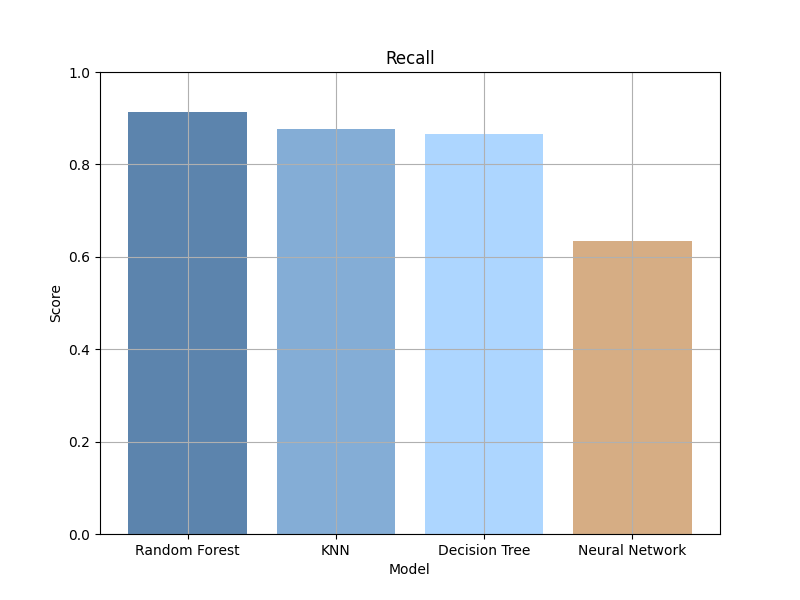 Recall
1.0
0.8
0.6
0.4
0.2
0.0
Score
Random Forest
KNN
Decision Tree
Neural Network
Model